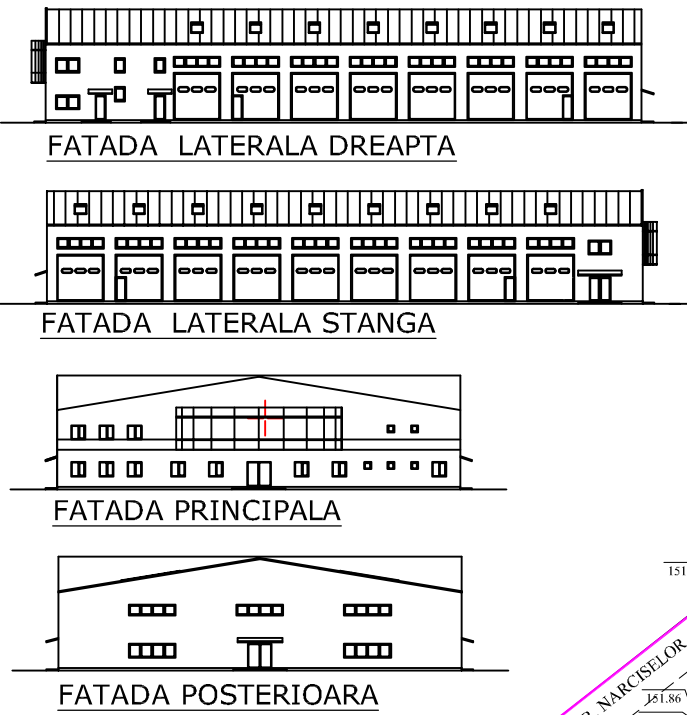 FATADA LATERALA DREAPTA
FATADA LATERALA STANGA
FATADA PRINCIPALA
FATADA POSTERIOARA
151
NARCISELOR
151.86